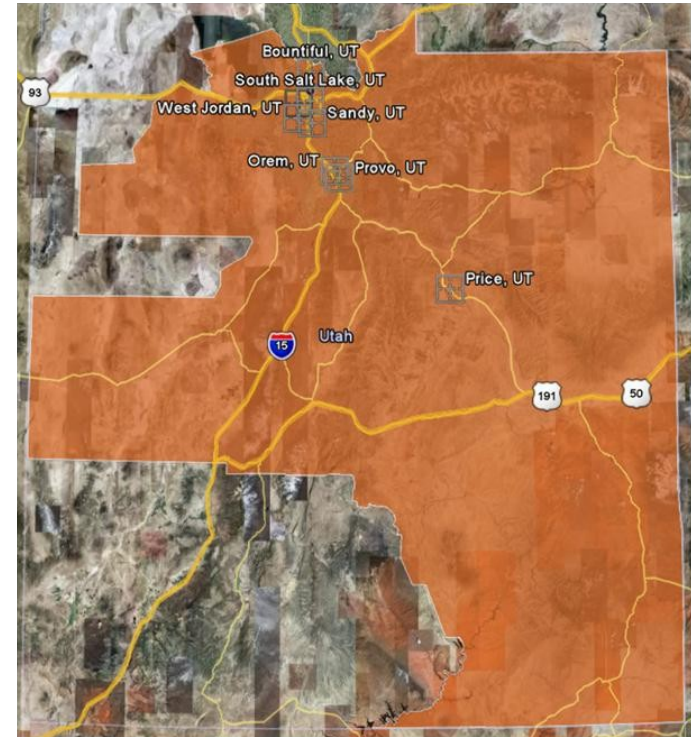 Bountiful, UT
93
South Salt Lake, UT
West Jordan, UT
Sandy, UT
Orem, UT
Provo, UT
Price, UT
Utah
15
191
50